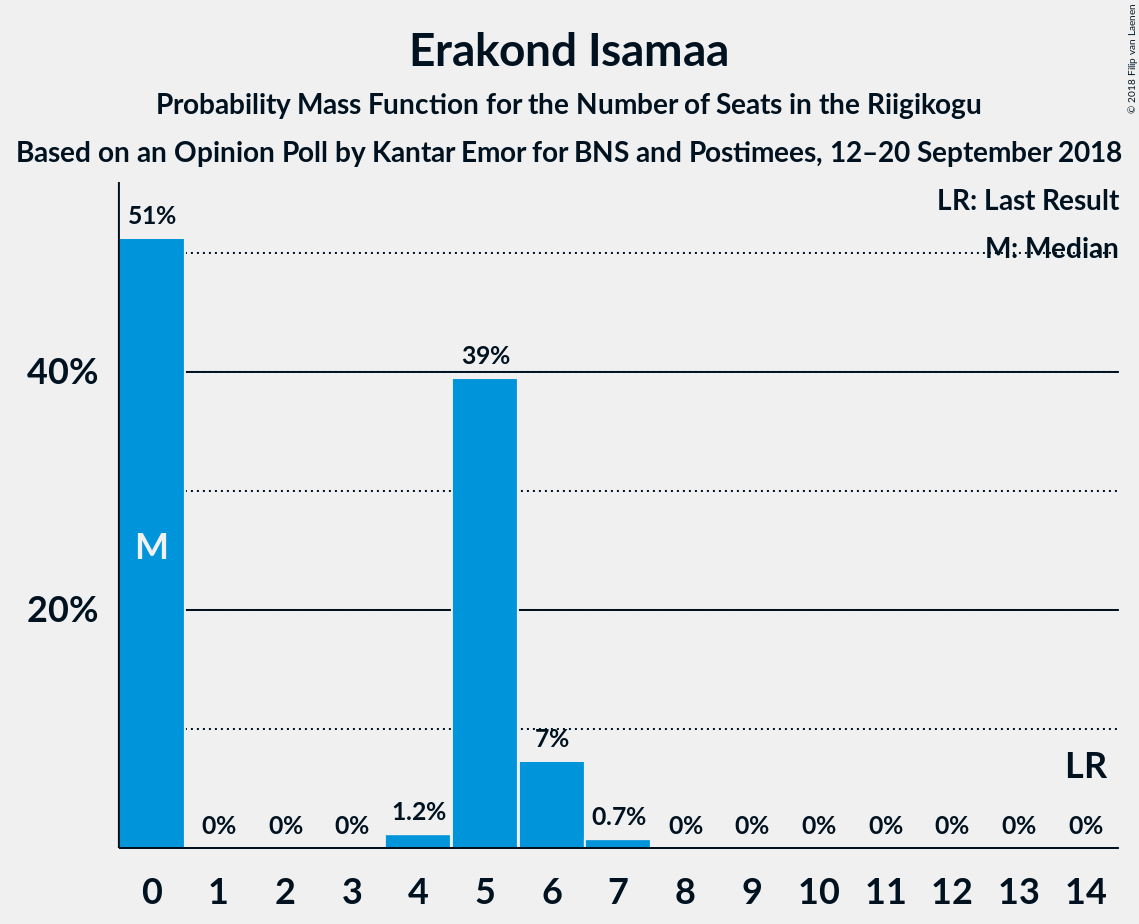 Erakond Isamaa
Probability Mass Function for the Number of Seats in the Riigikogu
Based on an Opinion Poll by Kantar Emor for BNS and Postimees, 12–20 September 2018
© 2018 Filip van Laenen
LR: Last Result
M: Median
51%
39%
40%
M
20%
7%
LR
1.2%
0.7%
0% 0% 0% 0% 0% 0% 0% 0% 0% 0%
0 1 2 3 4 5 6 7 8 9 10 11 12 13 14